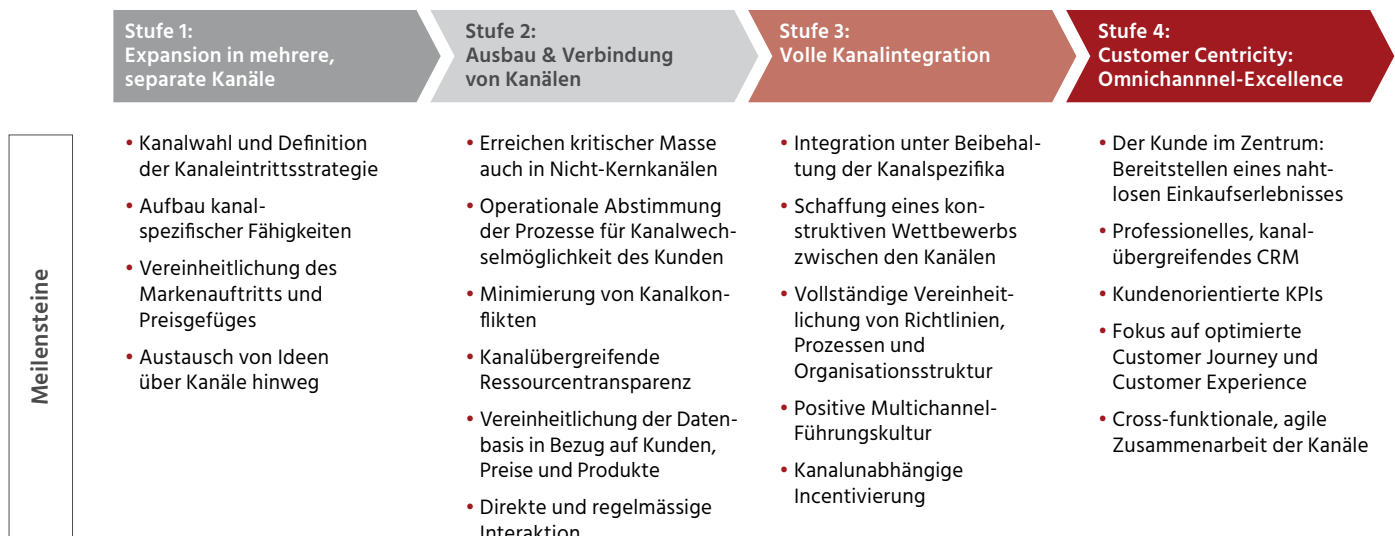 Stufe 1:
Expansion in mehrere,
separate Kanäle
Stufe 2:
Ausbau & Verbindung
von Kanälen
Stufe 3:
Volle Kanalintegration
Stufe 4:
Customer Centricity:
Omnichannnel-Excellence
Meilensteine
• Kanalwahl und Definition
der Kanaleintrittsstrategie
• Aufbau kanal-
spezifischer Fähigkeiten
• Vereinheitlichung des
Markenauftritts und
Preisgefüges
• Austausch von Ideen
über Kanäle hinweg
• Erreichen kritischer Masse
auch in Nicht-Kernkanälen
• Operationale Abstimmung
der Prozesse für Kanalwech-
selmöglichkeit des Kunden
• Minimierung von Kanalkon-
flikten
• Kanalübergreifende
Ressourcentransparenz
• Vereinheitlichung der Daten-
basis in Bezug auf Kunden,
Preise und Produkte
• Direkte und regelmässige
Interaktion
• Integration unter Beibehal-
tung der Kanalspezifika
• Schaffung eines kon-
struktiven Wettbewerbs
zwischen den Kanälen
• Vollständige Vereinheit-
lichung von Richtlinien,
Prozessen und
Organisationsstruktur
• Positive Multichannel-
Führungskultur
• Kanalunabhängige
Incentivierung
• Der Kunde im Zentrum:
Bereitstellen eines naht-
losen Einkaufserlebnisses
• Professionelles, kanal-
übergreifendes CRM
• Kundenorientierte KPIs
• Fokus auf optimierte
Customer Journey und
Customer Experience
• Cross-funktionale, agile
Zusammenarbeit der Kanäle